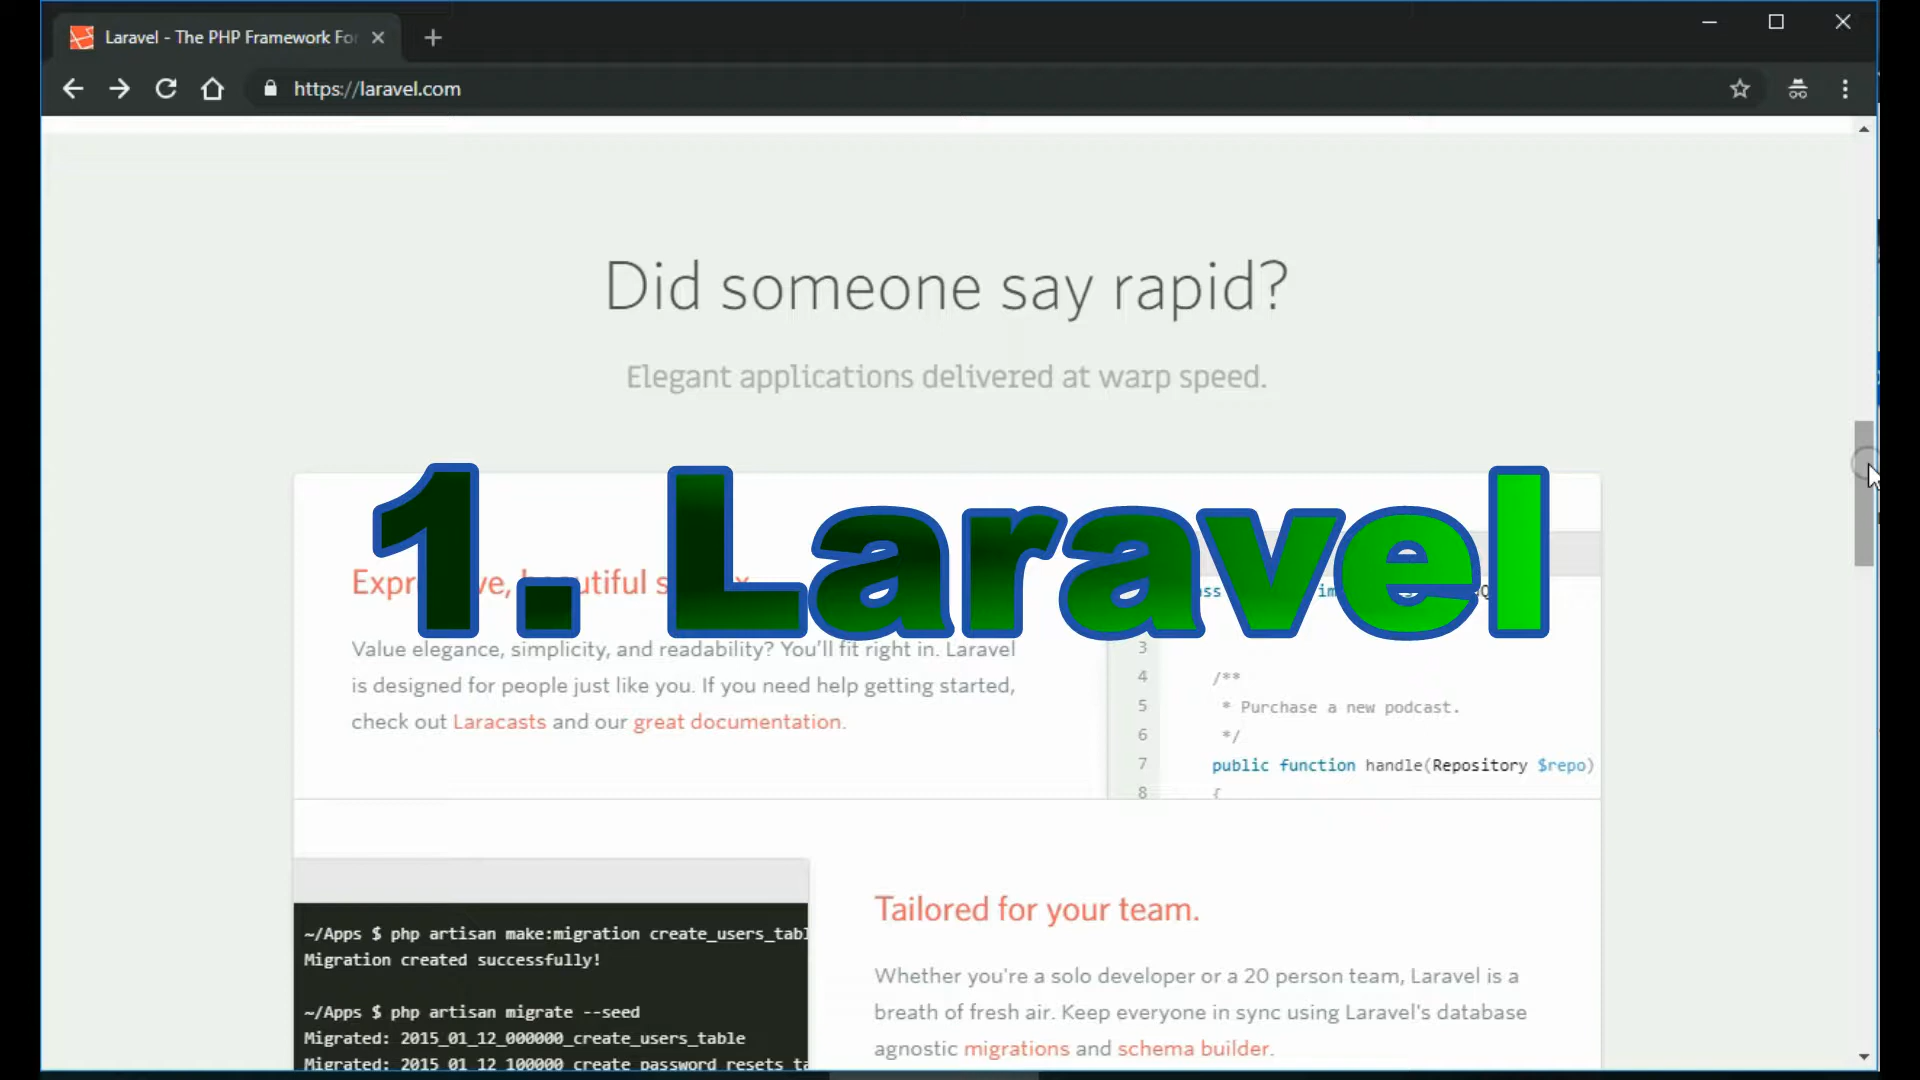 Laravel - The PHP Framework For
https://laravel.com
Did someone say rapid?
Elegant applications delivered at warp speed.
1. Laravel
Value elegance, simplicity, and readability? You'll fit right in. Laravel
is designed for people just like you. If you need help getting started,
check out Laracasts and our great documentation.
3
4 /**
5 * Purchase a new podcast.
6 */
7 public function handle(Repository $repo)
8 {
~/Apps $ php artisan make:migration create_users_tabl
Migration created successfully!
~/Apps $ php artisan migrate --seed
Migrated: 2015_01_12_000000_create_users_table
Migrated: 2015_01_12_100000_create_password_resets_ta
Tailored for your team.
Whether you're a solo developer or a 20 person team, Laravel is a
breath of fresh air. Keep everyone in sync using Laravel's database
agnostic migrations and schema builder.